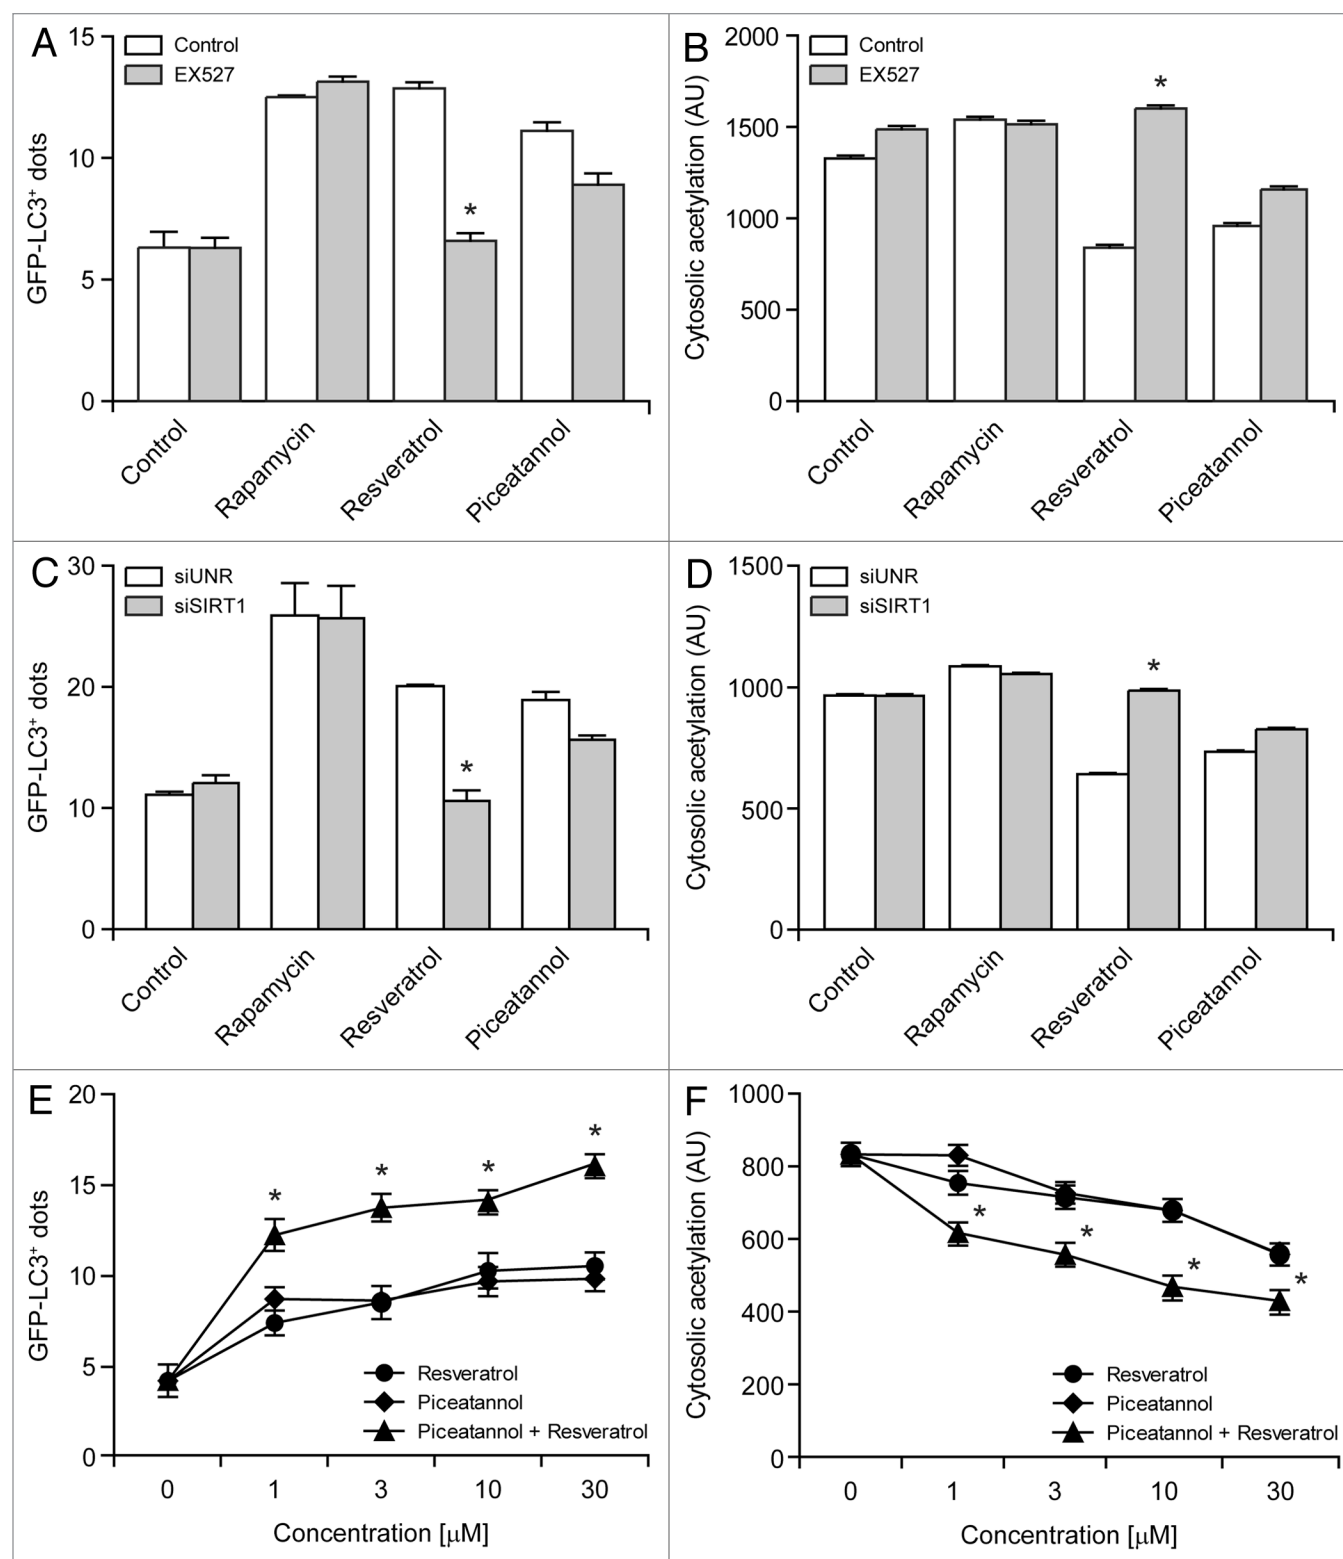 A
15
10
5
0
GFP-LC3⁺ dots
Control
EX527
*
Control
Rapamycin
Resveratrol
Piceatannol
B
2000
1500
1000
500
0
Cytosolic acetylation (AU)
Control
EX527
*
Control
Rapamycin
Resveratrol
Piceatannol
C
30
20
10
0
GFP-LC3⁺ dots
siUNR
siSIRT1
*
Control
Rapamycin
Resveratrol
Piceatannol
D
1500
1000
500
0
Cytosolic acetylation (AU)
siUNR
siSIRT1
*
Control
Rapamycin
Resveratrol
Piceatannol
E
20
15
10
5
0
GFP-LC3⁺ dots
* * * *
Resveratrol
Piceatannol
Piceatannol + Resveratrol
0 1 3 10 30
Concentration [µM]
F
1000
800
600
400
200
0
Cytosolic acetylation (AU)
* * * *
Resveratrol
Piceatannol
Piceatannol + Resveratrol
0 1 3 10 30
Concentration [µM]